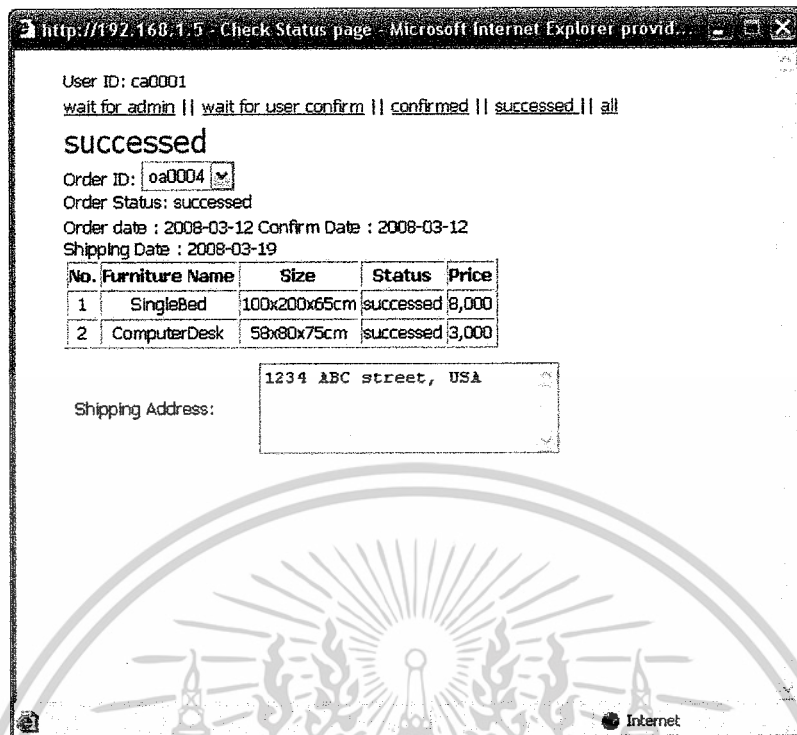 http://192.168.1.5 - Check Status page - Microsoft Internet Explorer provid...
User ID: ca0001
wait for admin || wait for user confirm || confirmed || successed || all
successed
Order ID: oa0004
Order Status: successed
Order date : 2008-03-12 Confirm Date : 2008-03-12
Shipping Date : 2008-03-19
No. Furniture Name Size Status Price
1 SingleBed 100x200x65cm successed 8,000
2 ComputerDesk 58x80x75cm successed 3,000
Shipping Address: 1234 ABC street, USA
Internet